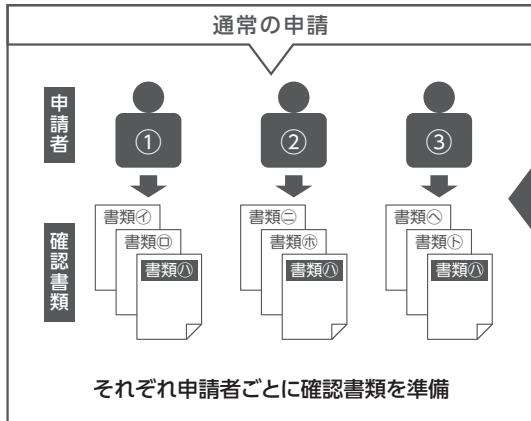 通常の申請
申請者
①
②
③
確認書類
書類㋑
書類㋺
書類㋩
書類㊁
書類㋭
書類㋩
書類㋬
書類㋣
書類㋩
それぞれ申請者ごとに確認書類を準備